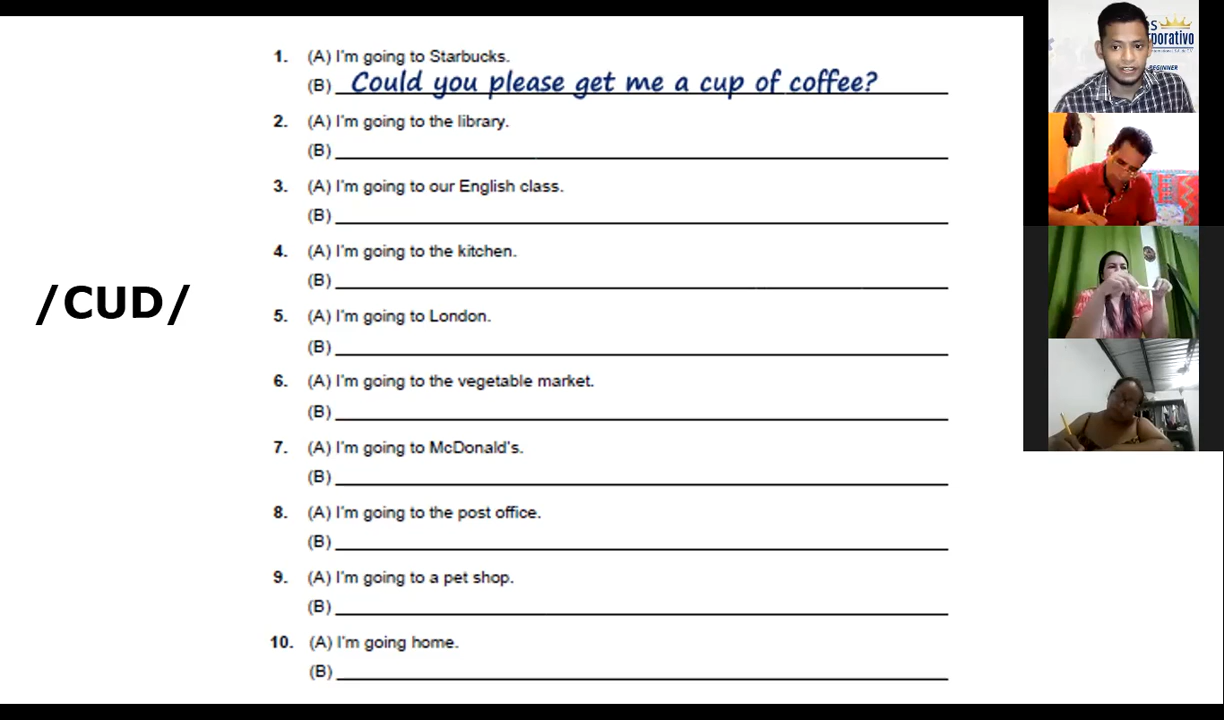 /CUD/
1. (A) I'm going to Starbucks.
(B) Could you please get me a cup of coffee?
2. (A) I'm going to the library.
(B)
3. (A) I'm going to our English class.
(B)
4. (A) I'm going to the kitchen.
(B)
5. (A) I'm going to London.
(B)
6. (A) I'm going to the vegetable market.
(B)
7. (A) I'm going to McDonald's.
(B)
8. (A) I'm going to the post office.
(B)
9. (A) I'm going to a pet shop.
(B)
10. (A) I'm going home.
(B)